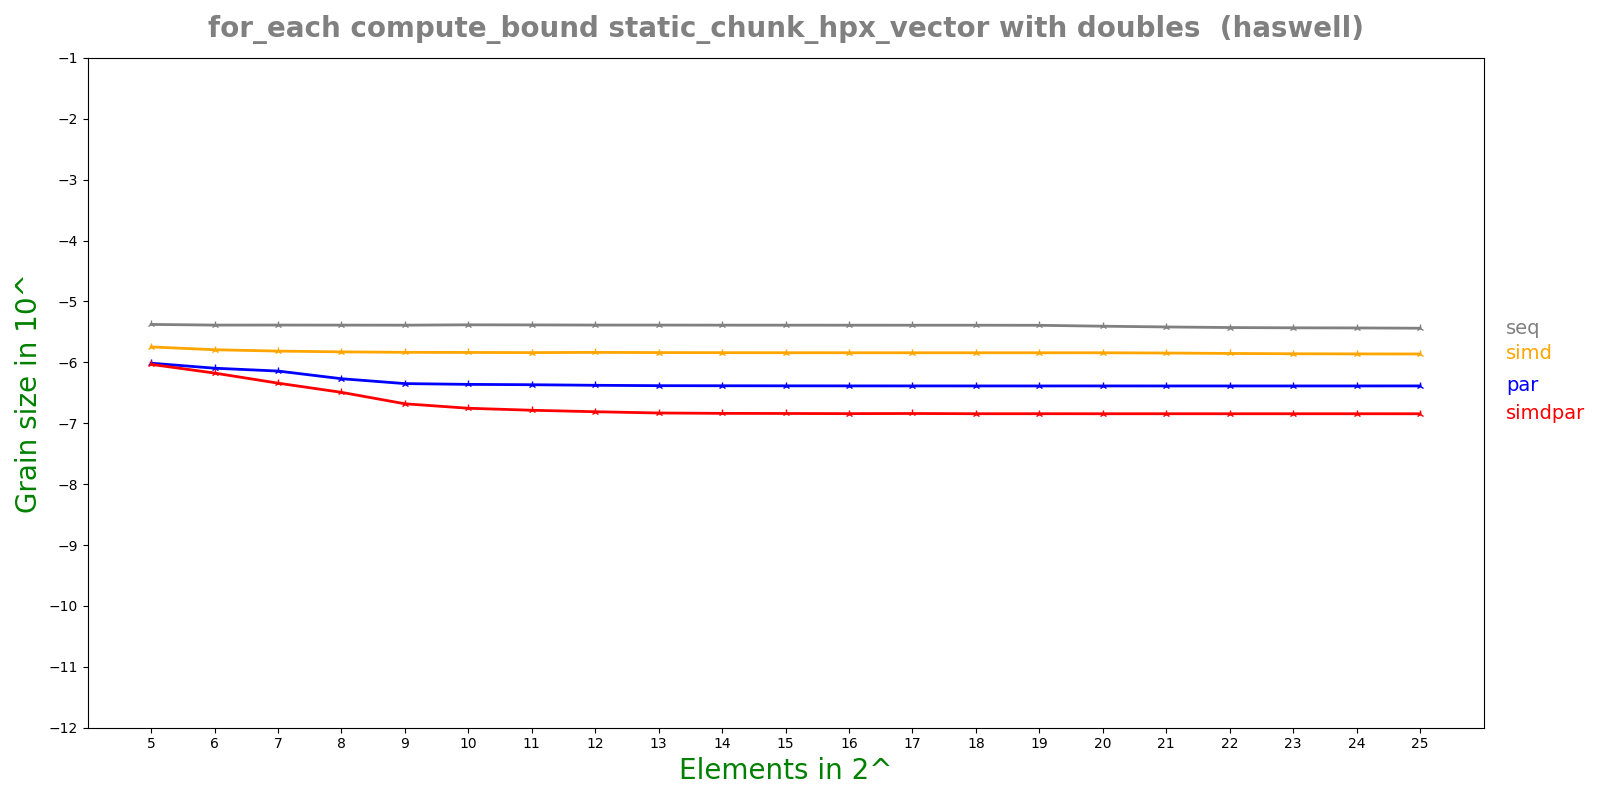 for_each compute_bound static_chunk_hpx_vector with doubles  (haswell)
Grain size in 10^
−1
−2
−3
−4
−5
−6
−7
−8
−9
−10
−11
−12
seq
simd
par
simdpar
5 6 7 8 9 10 11 12 13 14 15 16 17 18 19 20 21 22 23 24 25
Elements in 2^